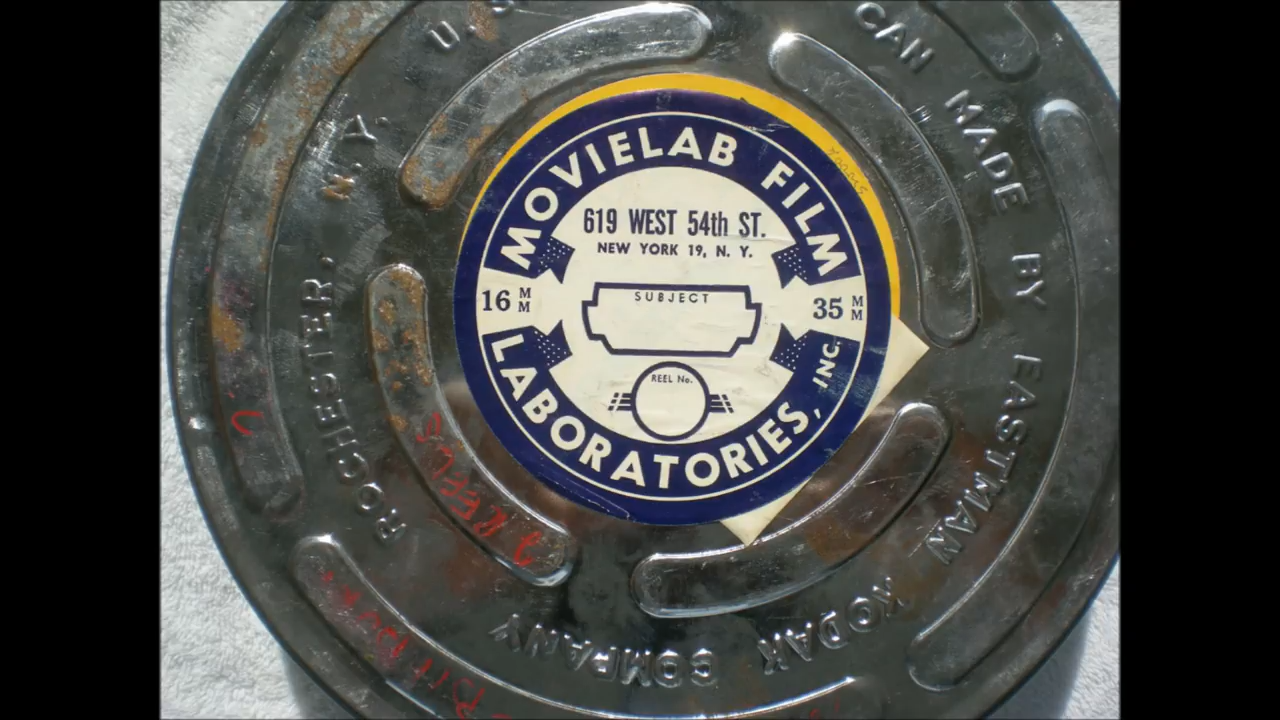 MOVIELAB FILM
619 WEST 54th ST.
NEW YORK 19, N. Y.
16 MM
35 MM
SUBJECT
REEL No.
LABORATORIES, INC.
CAN MADE BY EASTMAN KODAK COMPANY
ROCHESTER, N.Y.
U.S
REELS